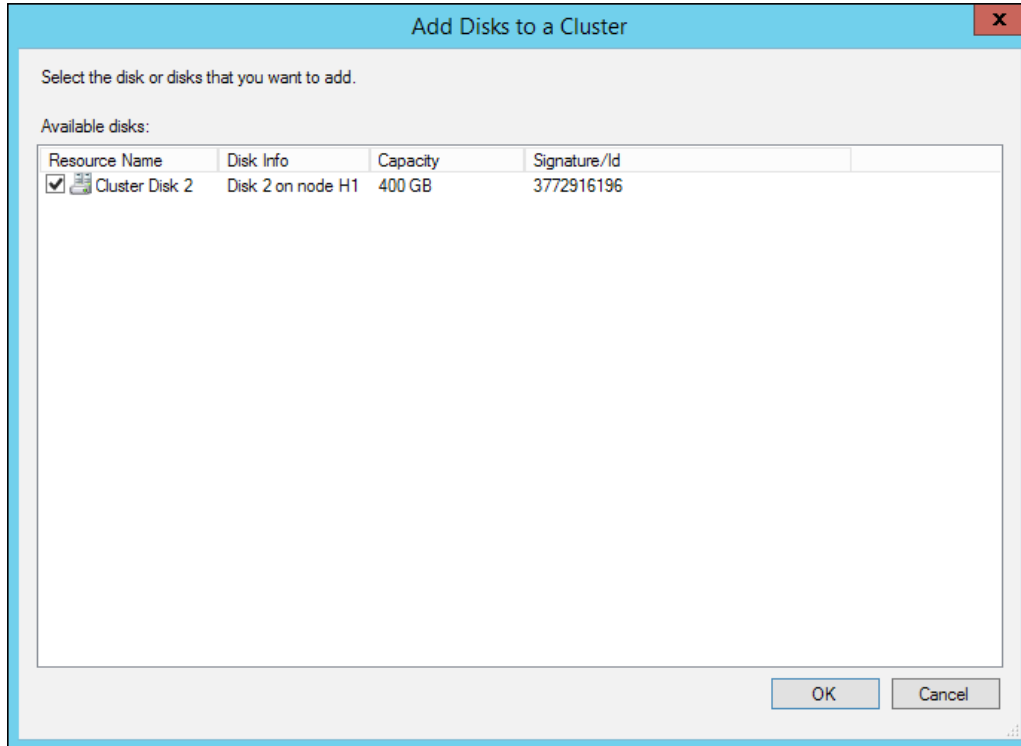 Add Disks to a Cluster
x
Select the disk or disks that you want to add.
Available disks:
Resource Name Disk Info Capacity Signature/Id
Cluster Disk 2 Disk 2 on node H1 400 GB 3772916196
OK Cancel